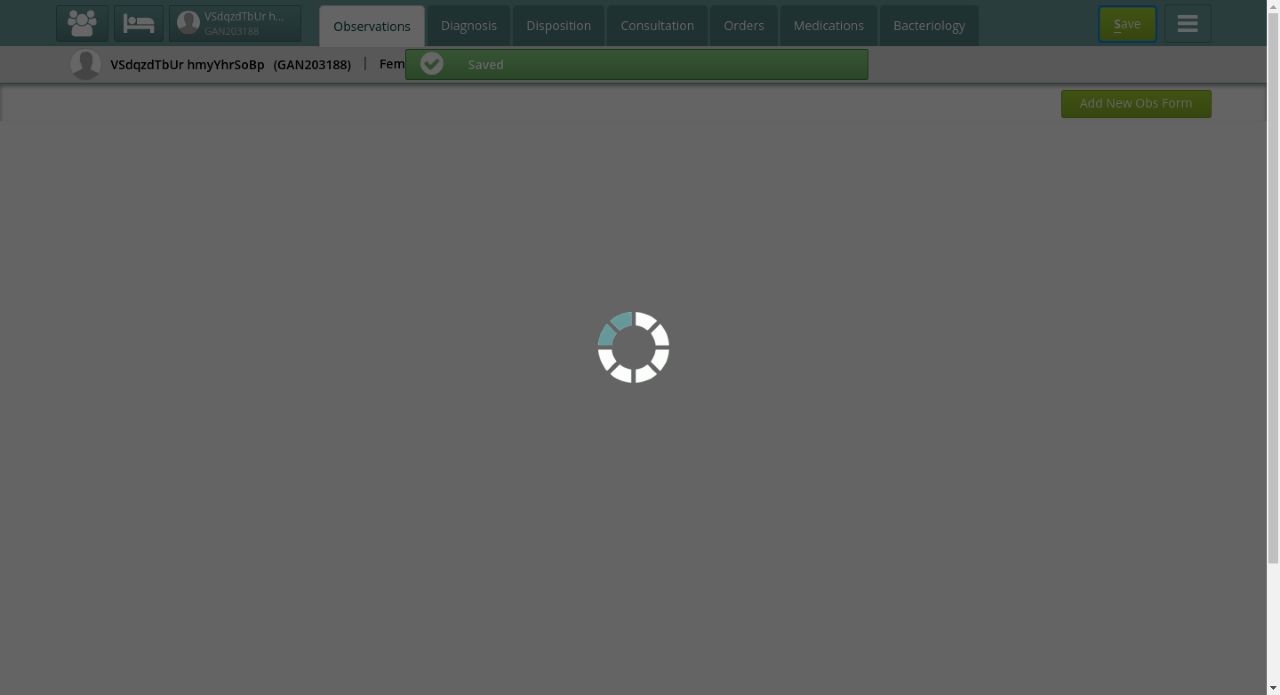 VSdqzdTbUr h...
GAN203188
Observations
Diagnosis
Disposition
Consultation
Orders
Medications
Bacteriology
Save
VSdqzdTbUr hmyYhrSoBp (GAN203188) | Fem
Saved
Add New Obs Form